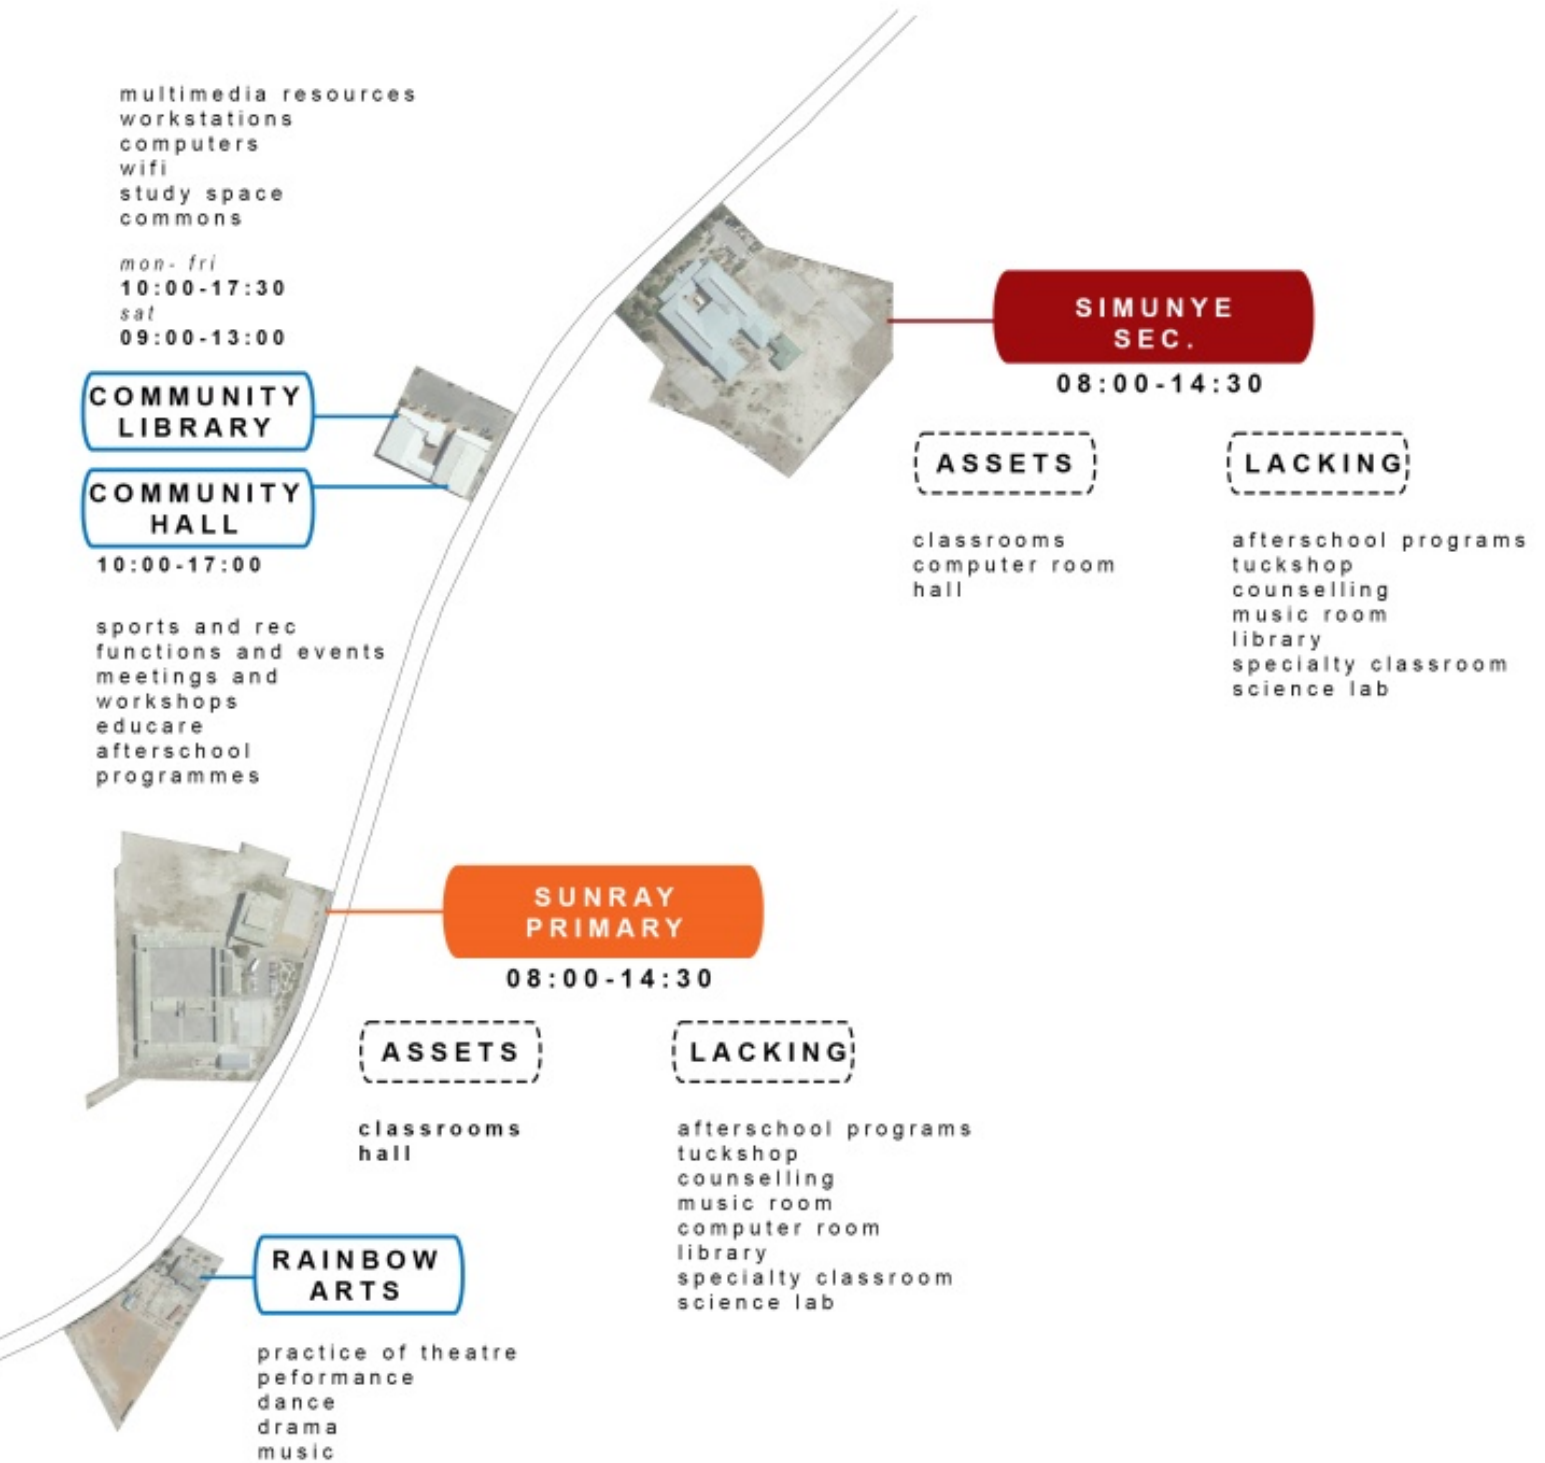 multimedia resources
workstations
computers
wifi
study space
commons
mon- fri
10:00-17:30
sat
09:00-13:00
COMMUNITY
LIBRARY
COMMUNITY
HALL
10:00-17:00
sports and rec
functions and events
meetings and
workshops
educare
afterschool
programmes
SIMUNYE
SEC.
08:00-14:30
ASSETS
classrooms
computer room
hall
LACKING
afterschool programs
tuckshop
counselling
music room
library
specialty classroom
science lab
SUNRAY
PRIMARY
08:00-14:30
ASSETS
classrooms
hall
LACKING
afterschool programs
tuckshop
counselling
music room
computer room
library
specialty classroom
science lab
RAINBOW
ARTS
practice of theatre
peformance
dance
drama
music